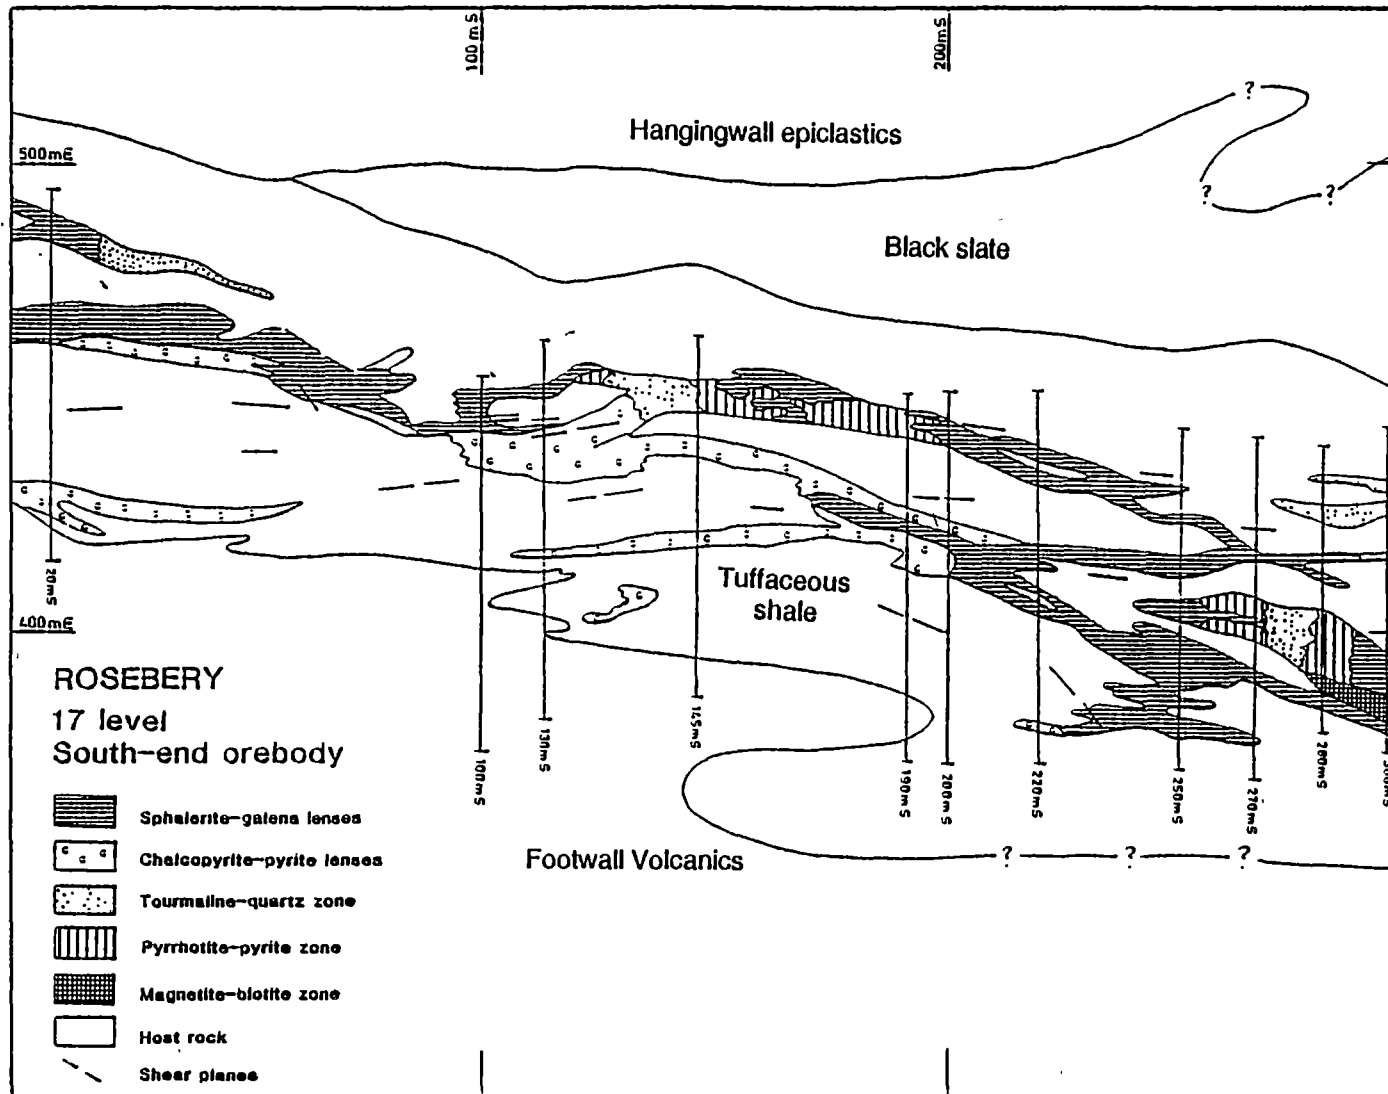 100 mS
200mS
?
Hangingwall epiclastics
500mE
?
?
Black slate
Tuffaceous
shale
20mS
400mE
ROSEBERY
17 level
South-end orebody
100mS
130mS
145mS
190mS
200mS
220mS
250mS
270mS
280mS
Sphalerite-galena lenses
Chalcopyrite-pyrite lenses
Footwall Volcanics
?
?
?
Tourmaline-quartz zone
Pyrrhotite-pyrite zone
Magnetite-biotite zone
Host rock
Shear planes